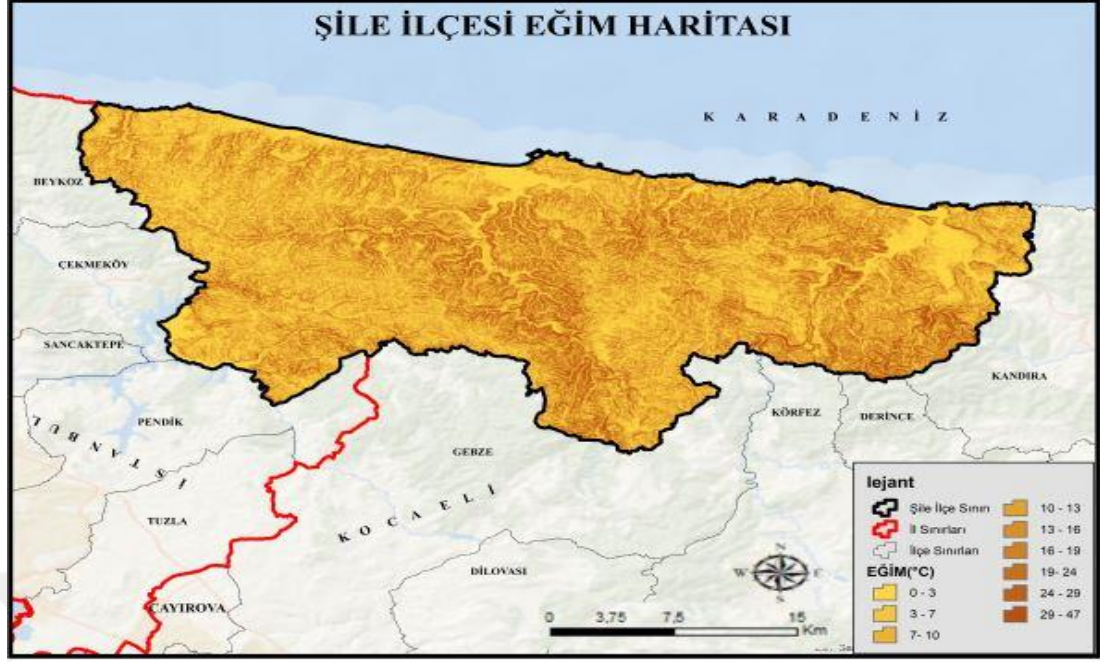 ŞİLE İLÇESİ EĞİM HARİTASI
K A R A D E N İ Z
BEYKOZ
ÇEKMEKÖY
SANCAKTEPE
PENDİK
İ S T A N B U L
TUZLA
ÇAYIROVA
GEBZE
K O C A E L İ
DİLOVASI
KÖRFEZ
DERİNCE
KANDIRA
N
W E
S
0 3,75 7,5 15
Km
lejant
Şile İlçe Sınırı
İl Sınırları
İlçe Sınırları
EĞİM(°C)
0 - 3
3 - 7
7- 10
10 - 13
13 - 16
16 - 19
19- 24
24 - 29
29 - 47